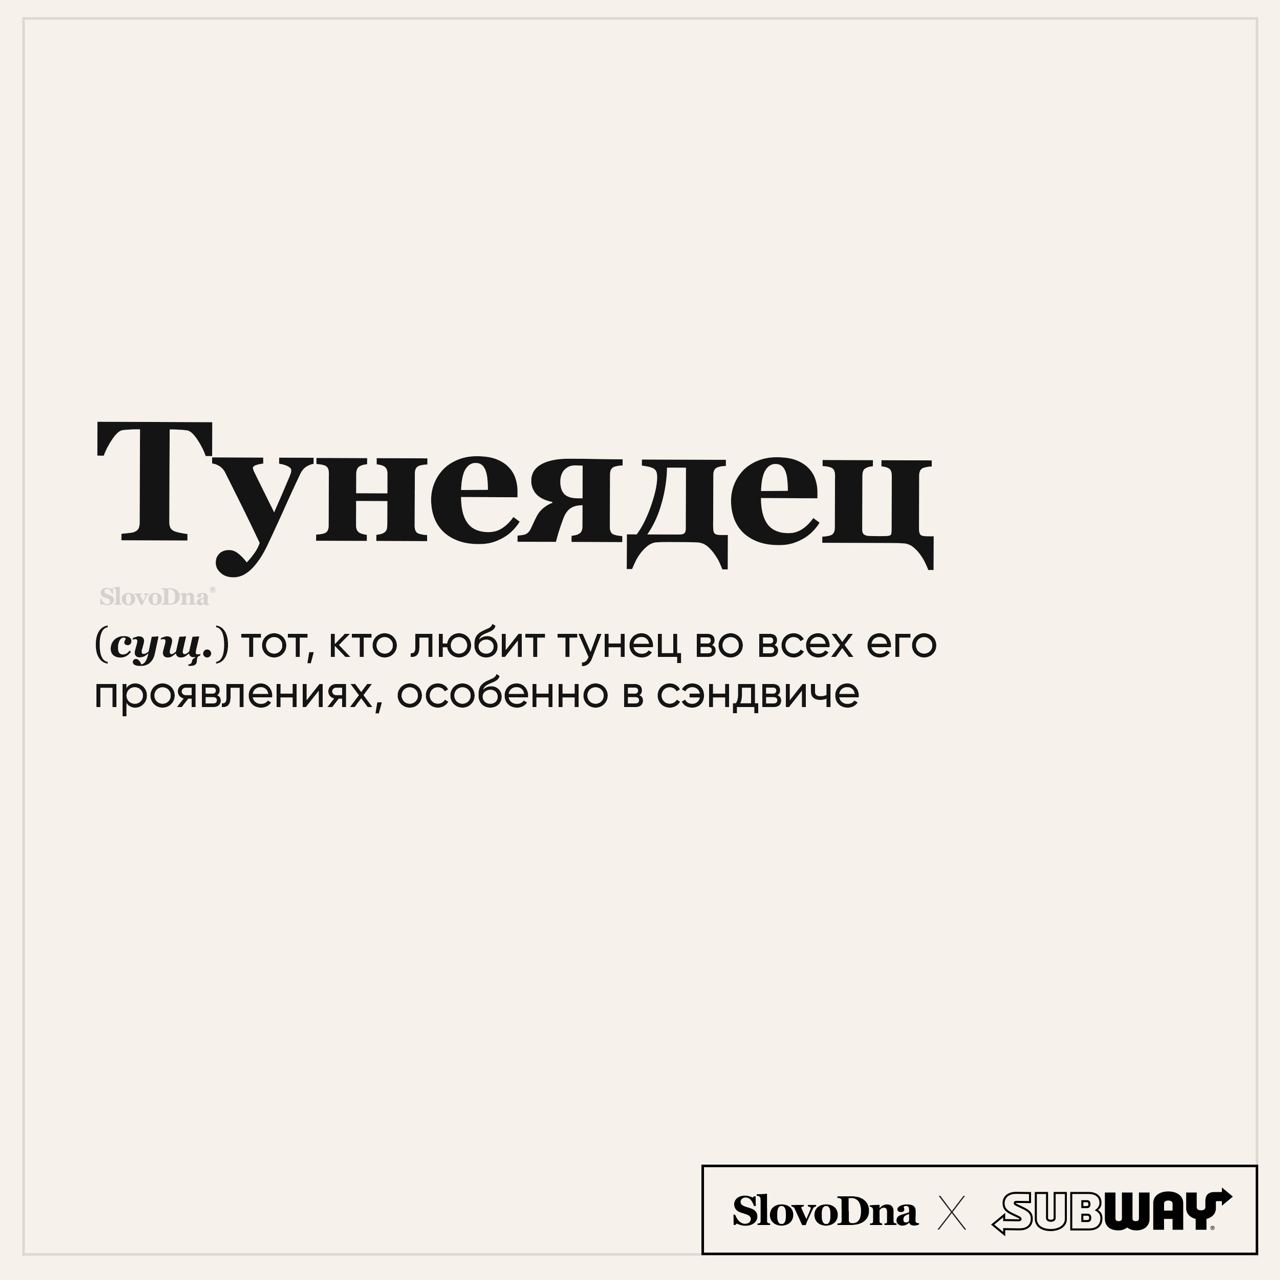 Тунеядец
SlovoDna®
(сущ.) тот, кто любит тунец во всех его
проявлениях, особенно в сэндвиче
SlovoDna X SUBWAY®